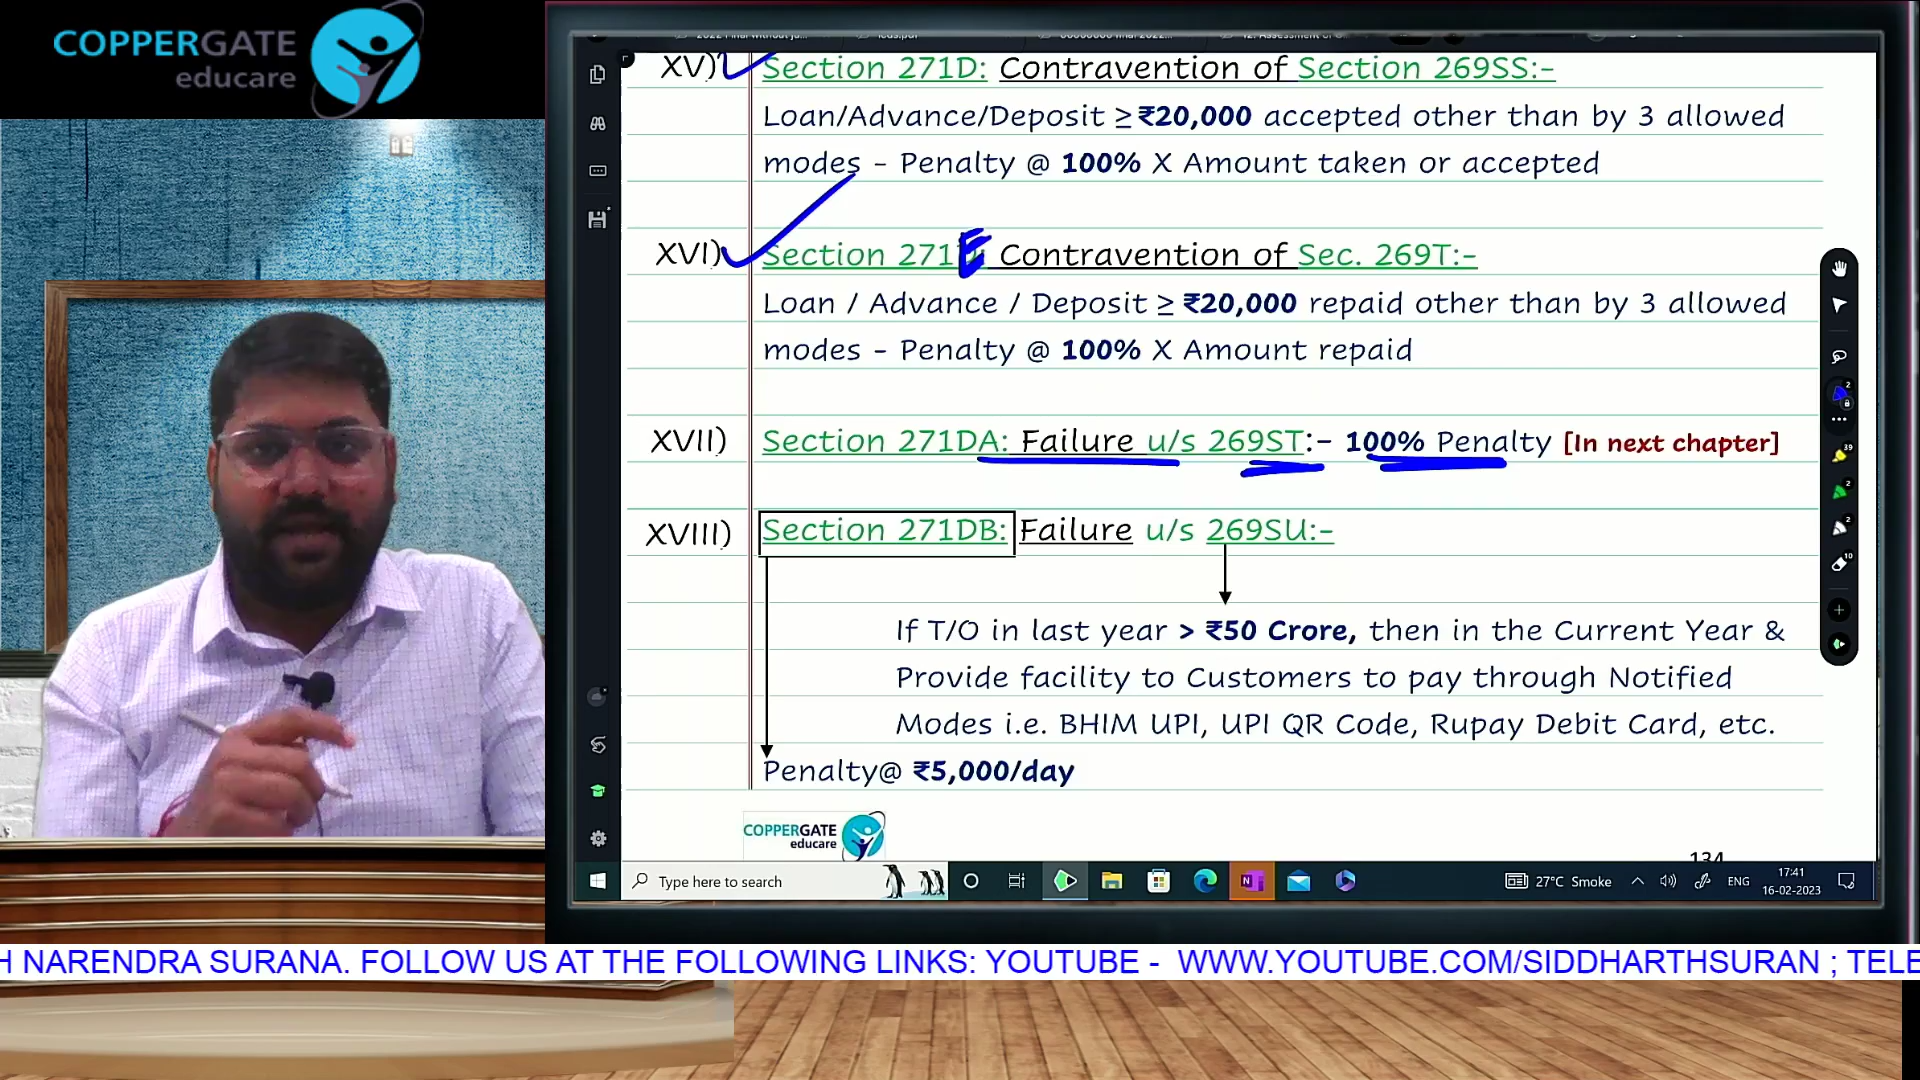 COPPERGATE
educare
XV) Section 271D: Contravention of Section 269SS:-
Loan/Advance/Deposit ≥ ₹20,000 accepted other than by 3 allowed
modes - Penalty @ 100% X Amount taken or accepted
XVI) Section 271E Contravention of Sec. 269T:-
Loan / Advance / Deposit ≥ ₹20,000 repaid other than by 3 allowed
modes - Penalty @ 100% X Amount repaid
XVII) Section 271DA: Failure u/s 269ST:- 100% Penalty [In next chapter]
XVIII) Section 271DB: Failure u/s 269SU:-
If T/O in last year > ₹50 Crore, then in the Current Year &
Provide facility to Customers to pay through Notified
Modes i.e. BHIM UPI, UPI QR Code, Rupay Debit Card, etc.
Penalty@ ₹5,000/day
COPPERGATE
educare
134
Type here to search
27°C Smoke
ENG
17:41
16-02-2023
H NARENDRA SURANA. FOLLOW US AT THE FOLLOWING LINKS: YOUTUBE - WWW.YOUTUBE.COM/SIDDHARTHSURAN ; TELE